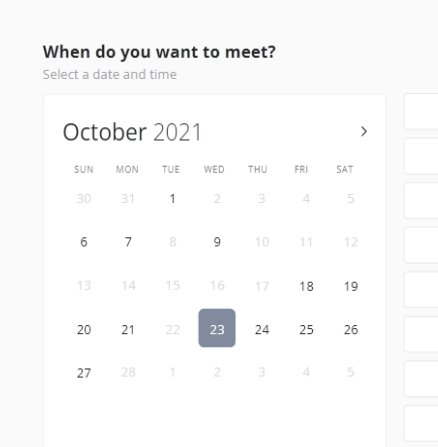 When do you want to meet?
Select a date and time
October 2021
SUN MON TUE WED THU FRI SAT
30 31 1 2 3 4 5
6 7 8 9 10 11 12
13 14 15 16 17 18 19
20 21 22 23 24 25 26
27 28 1 2 3 4 5